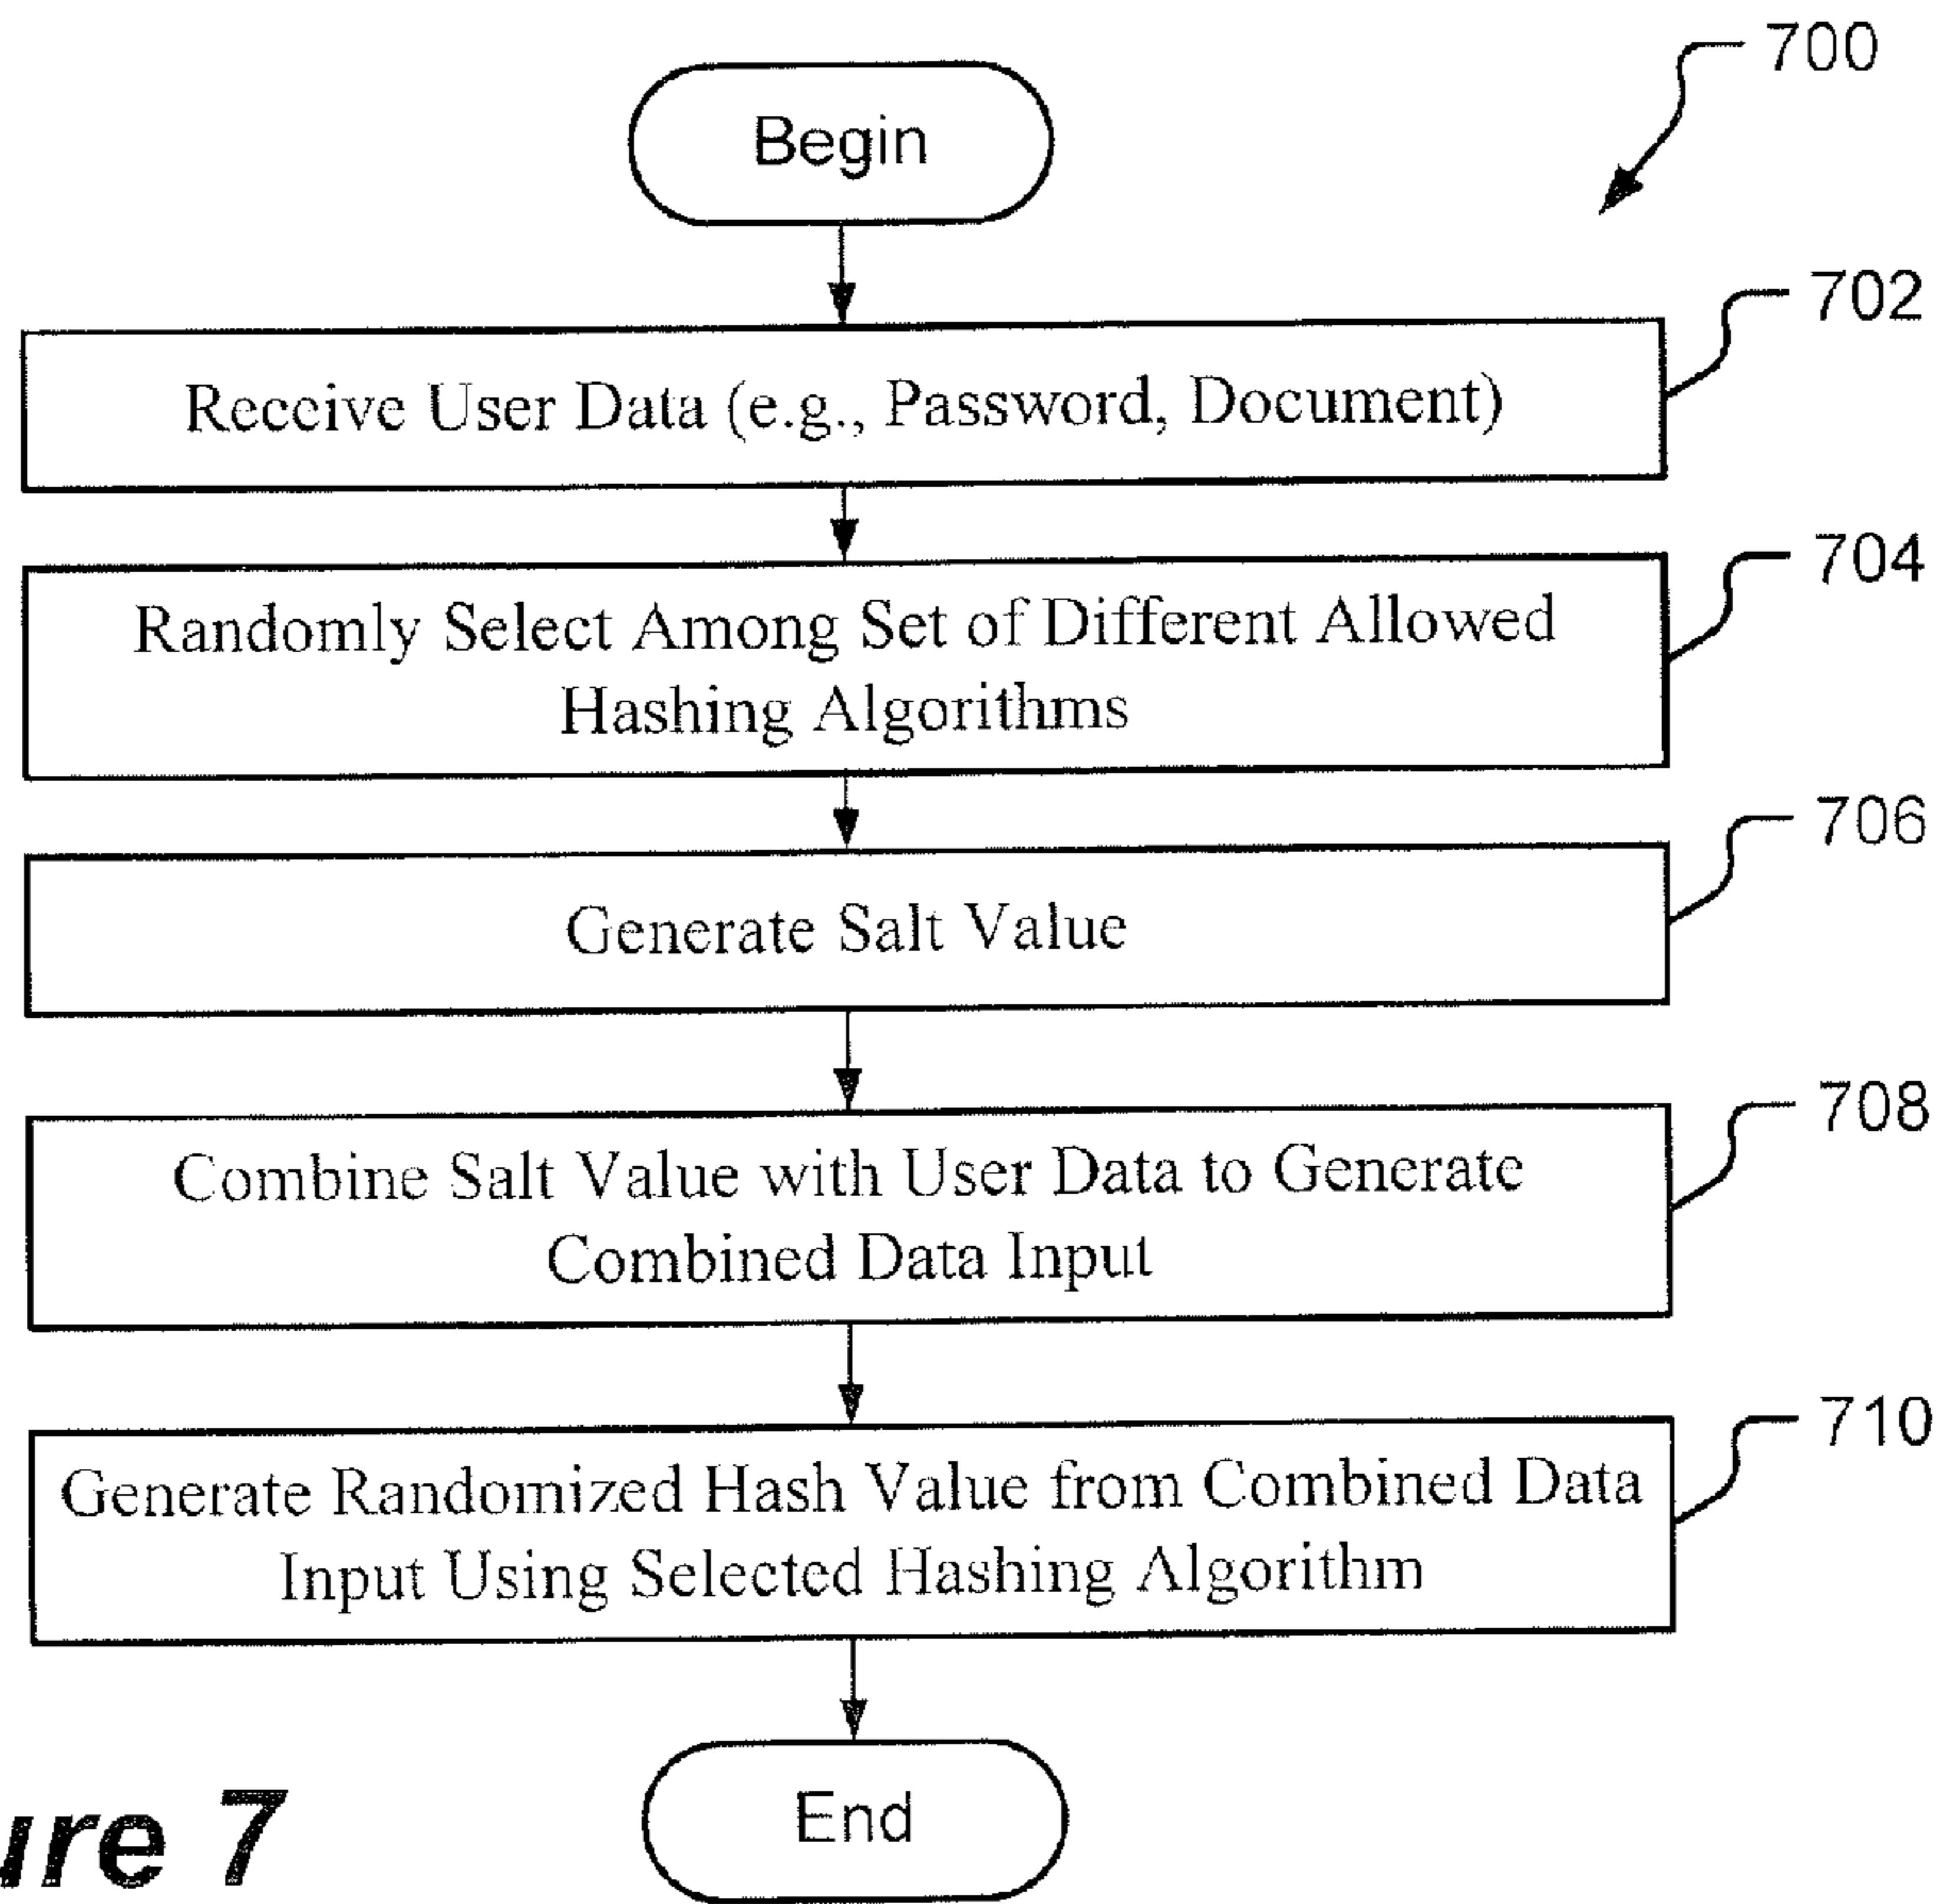 700
Begin
702
Receive User Data (e.g., Password, Document)
704
Randomly Select Among Set of Different Allowed
Hashing Algorithms
706
Generate Salt Value
708
Combine Salt Value with User Data to Generate
Combined Data Input
710
Generate Randomized Hash Value from Combined Data
Input Using Selected Hashing Algorithm
End
ure 7